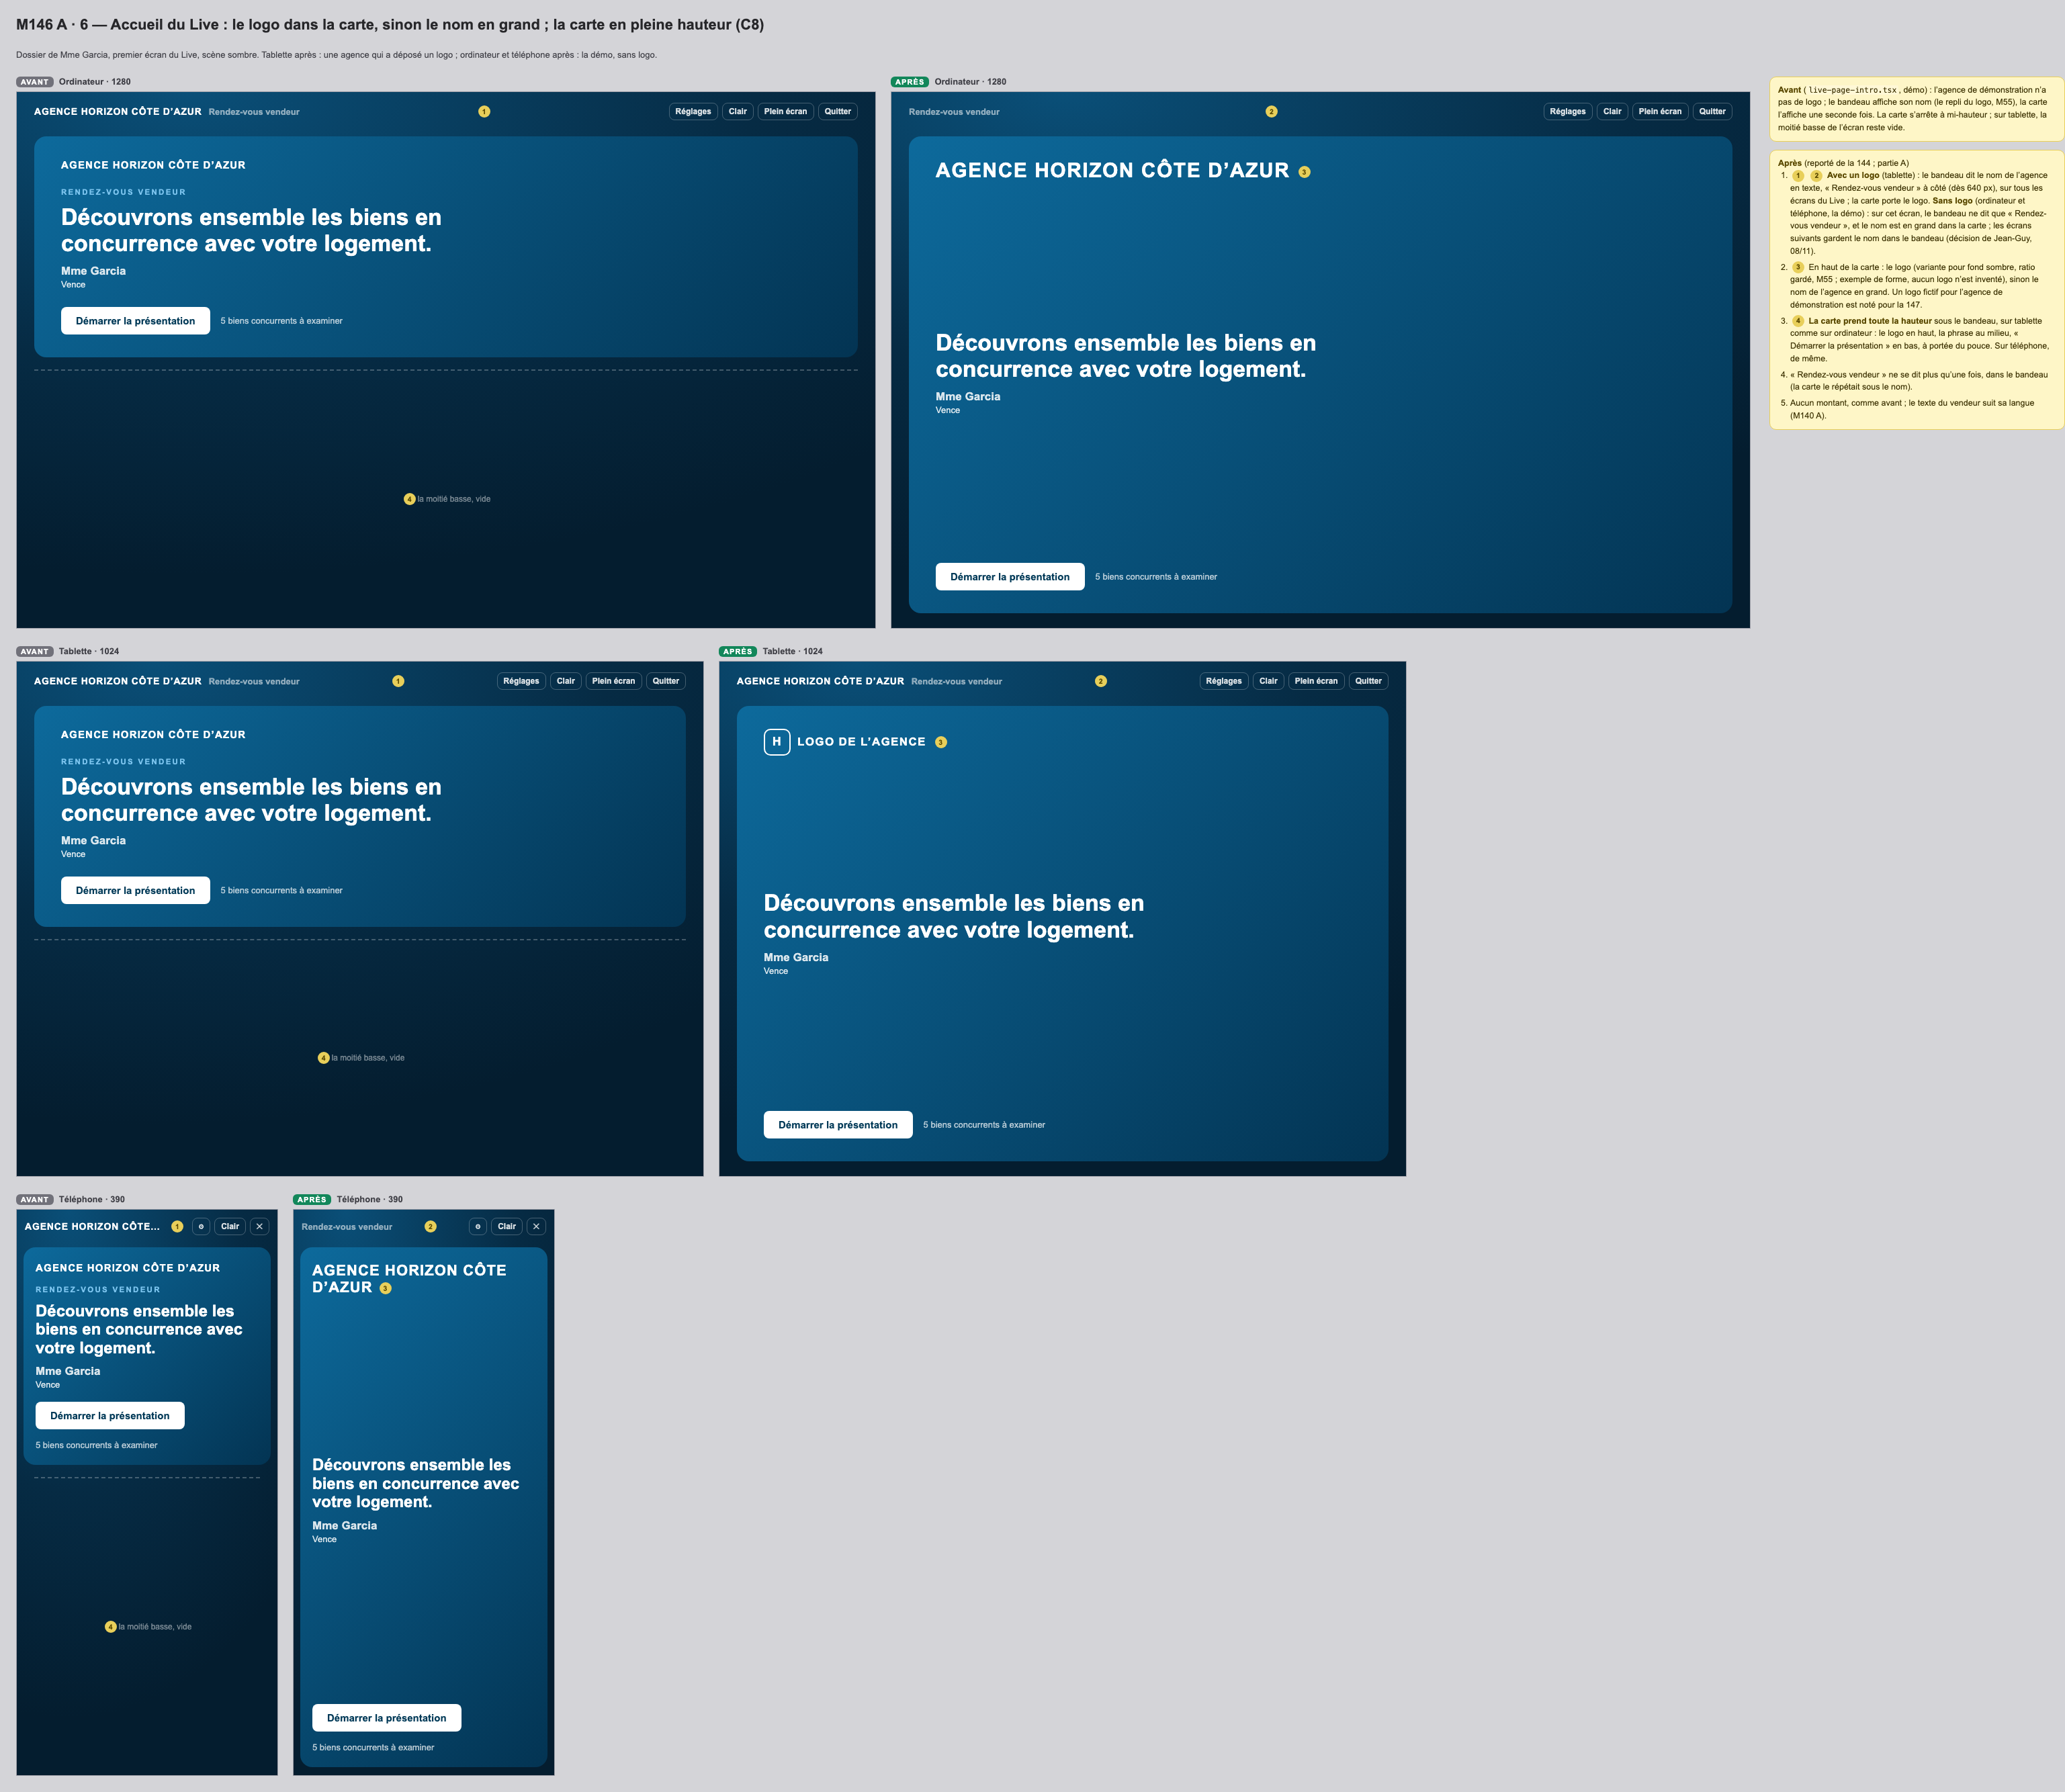 M146 A · 6 — Accueil du Live : le logo dans la carte, sinon le nom en grand ; la carte en pleine hauteur (C8)
Dossier de Mme Garcia, premier écran du Live, scène sombre. Tablette après : une agence qui a déposé un logo ; ordinateur et téléphone après : la démo, sans logo.
AVANT Ordinateur · 1280
AGENCE HORIZON CÔTE D'AZUR Rendez-vous vendeur 1 Réglages Clair Plein écran Quitter
AGENCE HORIZON CÔTE D'AZUR
RENDEZ-VOUS VENDEUR
Découvrons ensemble les biens en
concurrence avec votre logement.
Mme Garcia
Vence
Démarrer la présentation 5 biens concurrents à examiner
4 la moitié basse, vide
APRÈS Ordinateur · 1280
Rendez-vous vendeur 2 Réglages Clair Plein écran Quitter
AGENCE HORIZON CÔTE D'AZUR 3
Découvrons ensemble les biens en
concurrence avec votre logement.
Mme Garcia
Vence
Démarrer la présentation 5 biens concurrents à examiner
Avant ( live-page-intro.tsx , démo) : l'agence de démonstration n'a
pas de logo ; le bandeau affiche son nom (le repli du logo, M55), la carte
l'affiche une seconde fois. La carte s'arrête à mi-hauteur ; sur tablette, la
moitié basse de l'écran reste vide.
Après (reporté de la 144 ; partie A)
1. 1 2 Avec un logo (tablette) : le bandeau dit le nom de l'agence
en texte, « Rendez-vous vendeur » à côté (dès 640 px), sur tous les
écrans du Live ; la carte porte le logo. Sans logo (ordinateur et
téléphone, la démo) : sur cet écran, le bandeau ne dit que « Rendez-
vous vendeur », et le nom est en grand dans la carte ; les écrans
suivants gardent le nom dans le bandeau (décision de Jean-Guy,
08/11).
2. 3 En haut de la carte : le logo (variante pour fond sombre, ratio
gardé, M55 ; exemple de forme, aucun logo n'est inventé), sinon le
nom de l'agence en grand. Un logo fictif pour l'agence de
démonstration est noté pour la 147.
3. 4 La carte prend toute la hauteur sous le bandeau, sur tablette
comme sur ordinateur : le logo en haut, la phrase au milieu, «
Démarrer la présentation » en bas, à portée du pouce. Sur téléphone,
de même.
4. « Rendez-vous vendeur » ne se dit plus qu'une fois, dans le bandeau
(la carte le répétait sous le nom).
5. Aucun montant, comme avant ; le texte du vendeur suit sa langue
(M140 A).
AVANT Tablette · 1024
AGENCE HORIZON CÔTE D'AZUR Rendez-vous vendeur 1 Réglages Clair Plein écran Quitter
AGENCE HORIZON CÔTE D'AZUR
RENDEZ-VOUS VENDEUR
Découvrons ensemble les biens en
concurrence avec votre logement.
Mme Garcia
Vence
Démarrer la présentation 5 biens concurrents à examiner
4 la moitié basse, vide
APRÈS Tablette · 1024
AGENCE HORIZON CÔTE D'AZUR Rendez-vous vendeur 2 Réglages Clair Plein écran Quitter
H LOGO DE L'AGENCE 3
Découvrons ensemble les biens en
concurrence avec votre logement.
Mme Garcia
Vence
Démarrer la présentation 5 biens concurrents à examiner
AVANT Téléphone · 390
AGENCE HORIZON CÔTE... 1 ⚙ Clair ✕
AGENCE HORIZON CÔTE D'AZUR
RENDEZ-VOUS VENDEUR
Découvrons ensemble les
biens en concurrence avec
votre logement.
Mme Garcia
Vence
Démarrer la présentation
5 biens concurrents à examiner
4 la moitié basse, vide
APRÈS Téléphone · 390
Rendez-vous vendeur 2 ⚙ Clair ✕
AGENCE HORIZON CÔTE
D'AZUR 3
Découvrons ensemble les
biens en concurrence avec
votre logement.
Mme Garcia
Vence
Démarrer la présentation
5 biens concurrents à examiner